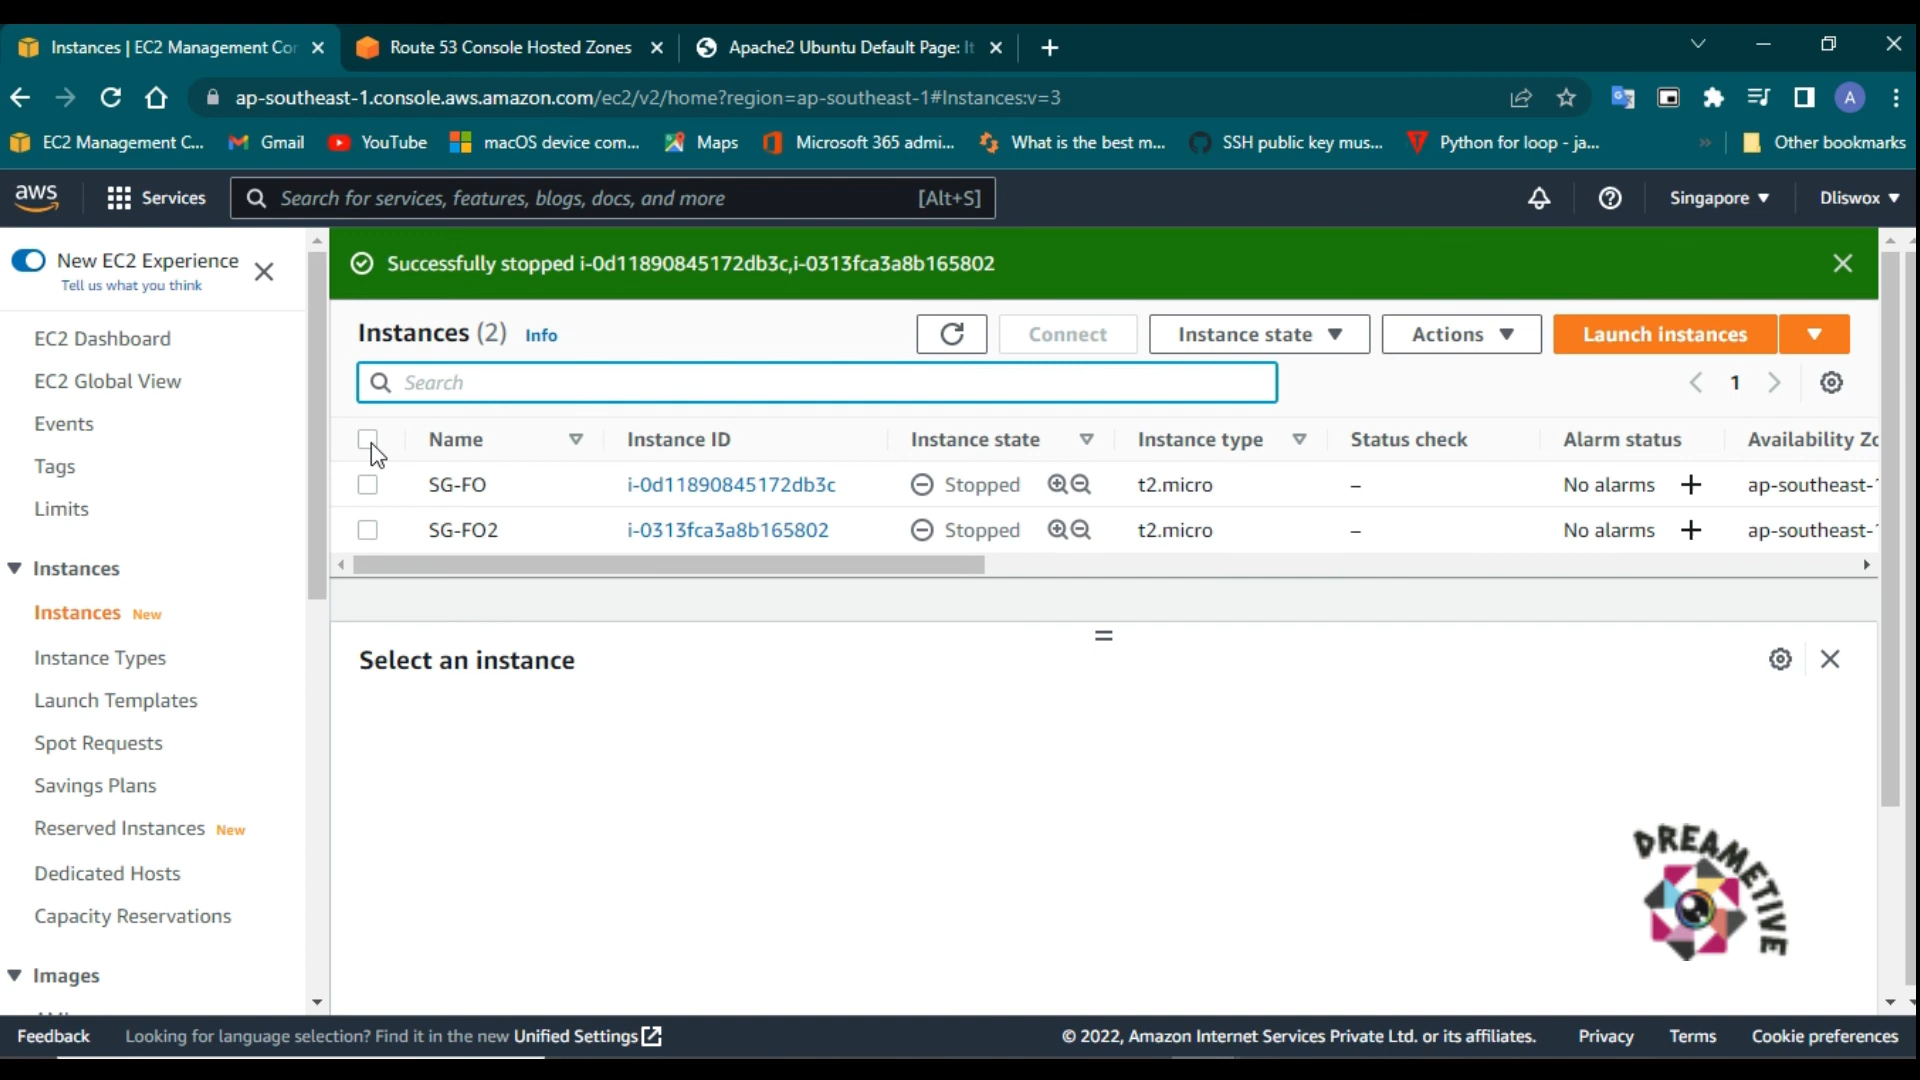 Instances | EC2 Management Cor
Route 53 Console Hosted Zones
Apache2 Ubuntu Default Page: It
ap-southeast-1.console.aws.amazon.com/ec2/v2/home?region=ap-southeast-1#Instances:v=3
A
EC2 Management C...
Gmail
YouTube
macOS device com...
Maps
Microsoft 365 admi...
What is the best m...
SSH public key mus...
Python for loop - ja...
»
Other bookmarks
aws
Services
Search for services, features, blogs, docs, and more
[Alt+S]
Singapore
Dliswox
New EC2 Experience
Tell us what you think
EC2 Dashboard
EC2 Global View
Events
Tags
Limits
Instances
Instances New
Instance Types
Launch Templates
Spot Requests
Savings Plans
Reserved Instances New
Dedicated Hosts
Capacity Reservations
Images
Successfully stopped i-0d11890845172db3c,i-0313fca3a8b165802
Instances (2) Info
Connect
Instance state
Actions
Launch instances
Search
1
Name Instance ID Instance state Instance type Status check Alarm status Availability Zo
SG-FO i-0d11890845172db3c Stopped t2.micro – No alarms + ap-southeast-1
SG-FO2 i-0313fca3a8b165802 Stopped t2.micro – No alarms + ap-southeast-1
Select an instance
DREAMETIVE
Feedback
Looking for language selection? Find it in the new Unified Settings
© 2022, Amazon Internet Services Private Ltd. or its affiliates.
Privacy
Terms
Cookie preferences